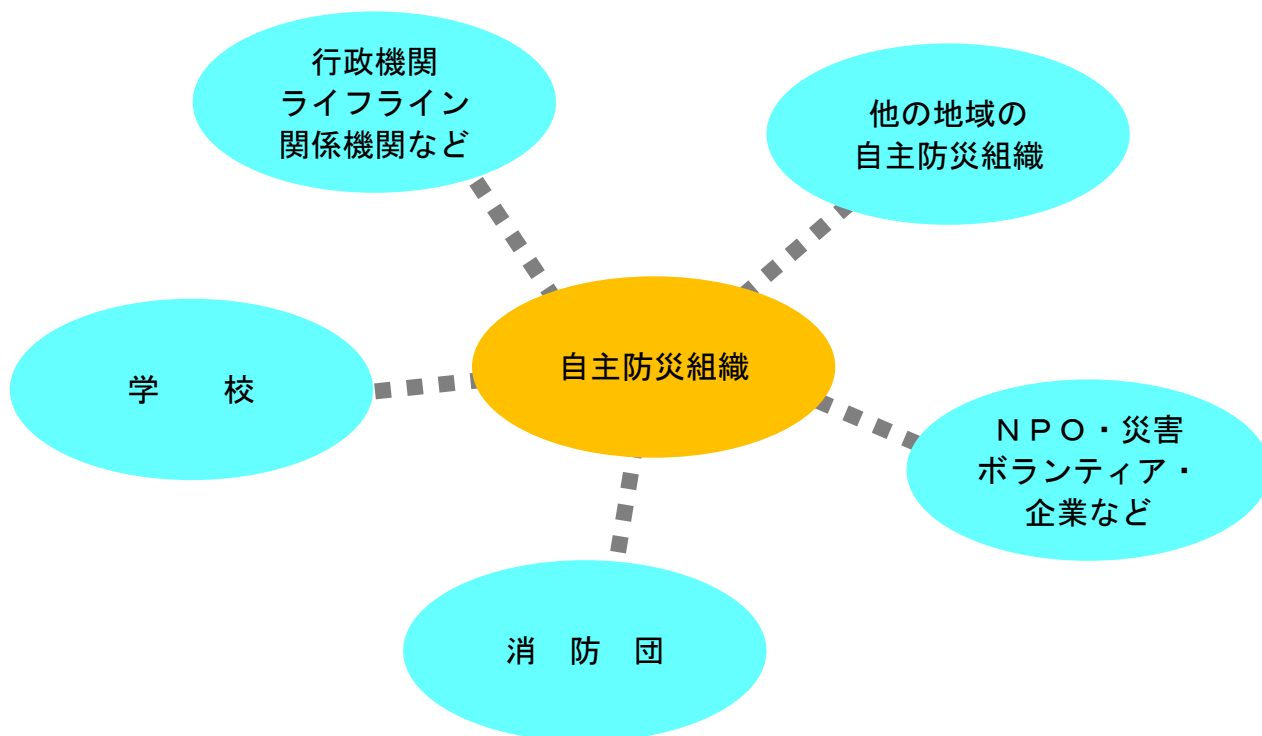 行政機関
ライフライン
関係機関など
他の地域の
自主防災組織
自主防災組織
学　　校
ＮＰＯ・災害
ボランティア・
企業など
消　防　団